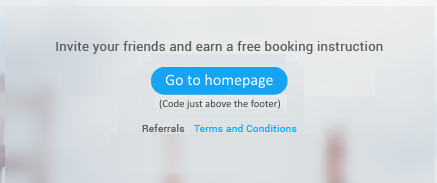 Invite your friends and earn a free booking instruction
Go to homepage
(Code just above the footer)
Referrals Terms and Conditions